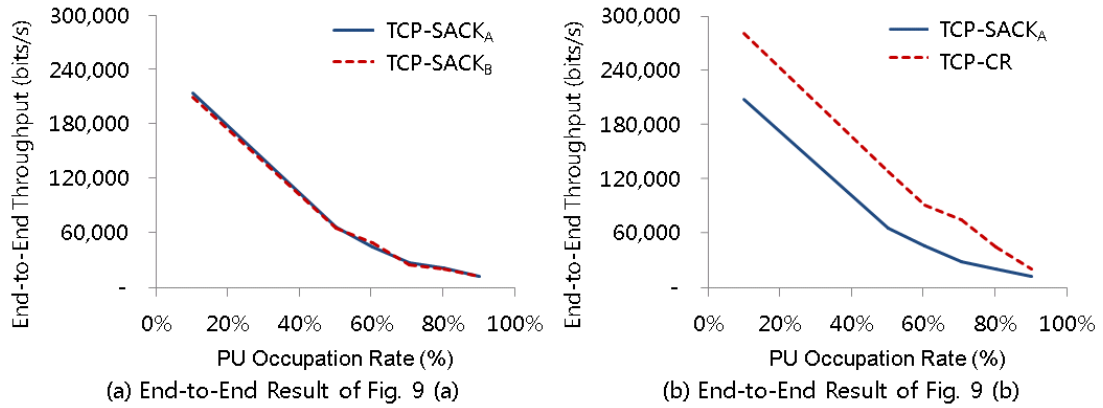 300,000
240,000
180,000
120,000
60,000
-
End-to-End Throughput (bits/s)
TCP-SACKA
TCP-SACKB
0% 20% 40% 60% 80% 100%
PU Occupation Rate (%)
(a) End-to-End Result of Fig. 9 (a)
300,000
240,000
180,000
120,000
60,000
-
End-to-End Throughput (bits/s)
TCP-SACKA
TCP-CR
0% 20% 40% 60% 80% 100%
PU Occupation Rate (%)
(b) End-to-End Result of Fig. 9 (b)